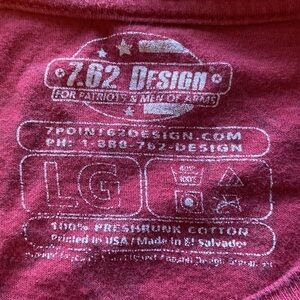 7.62 DESIGN
FOR PATRIOTS & MEN OF ARMS
7POINT62DESIGN.COM
PH: 1-888-762-DESIGN
LG
100% PRESHRUNK COTTON
Printed in USA/Made in El Salvador